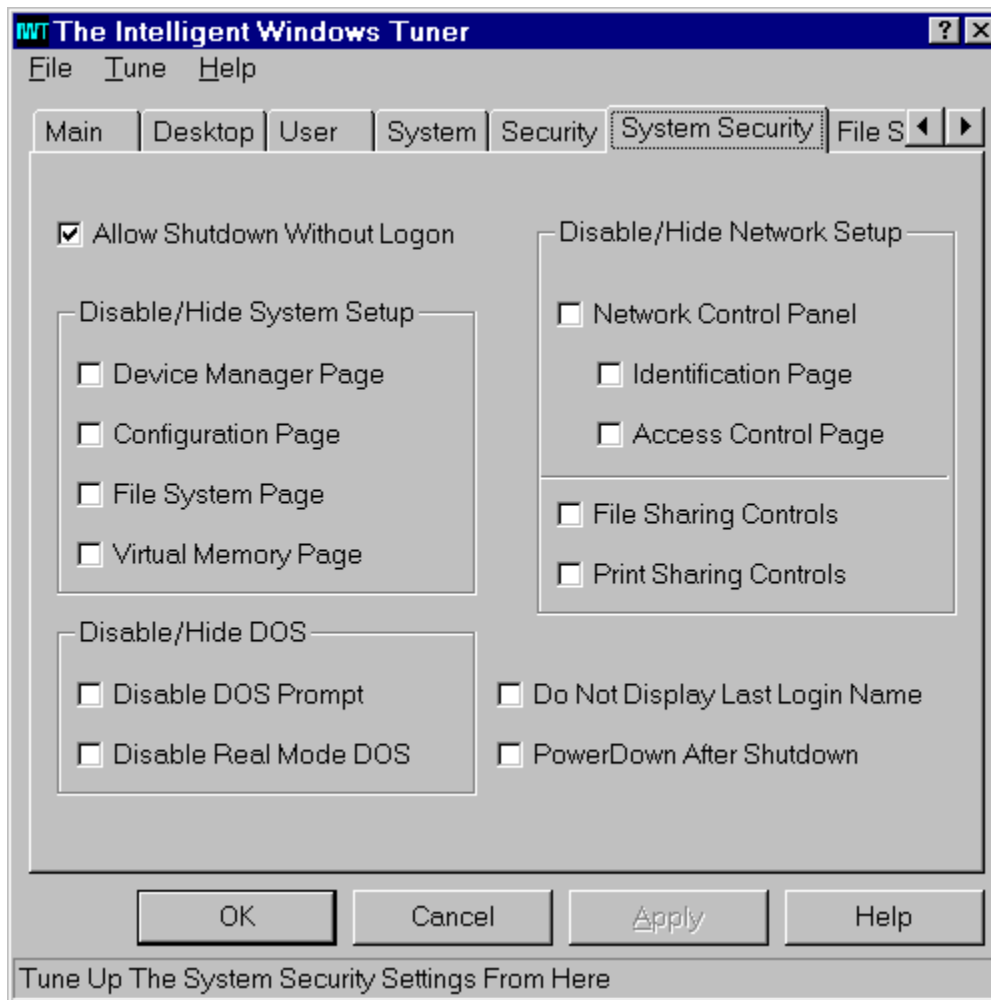 IWT The Intelligent Windows Tuner ? X
File Tune Help
Main Desktop User System Security System Security File S
Allow Shutdown Without Logon
Disable/Hide System Setup
Device Manager Page
Configuration Page
File System Page
Virtual Memory Page
Disable/Hide DOS
Disable DOS Prompt
Disable Real Mode DOS
Disable/Hide Network Setup
Network Control Panel
Identification Page
Access Control Page
File Sharing Controls
Print Sharing Controls
Do Not Display Last Login Name
PowerDown After Shutdown
OK Cancel Apply Help
Tune Up The System Security Settings From Here